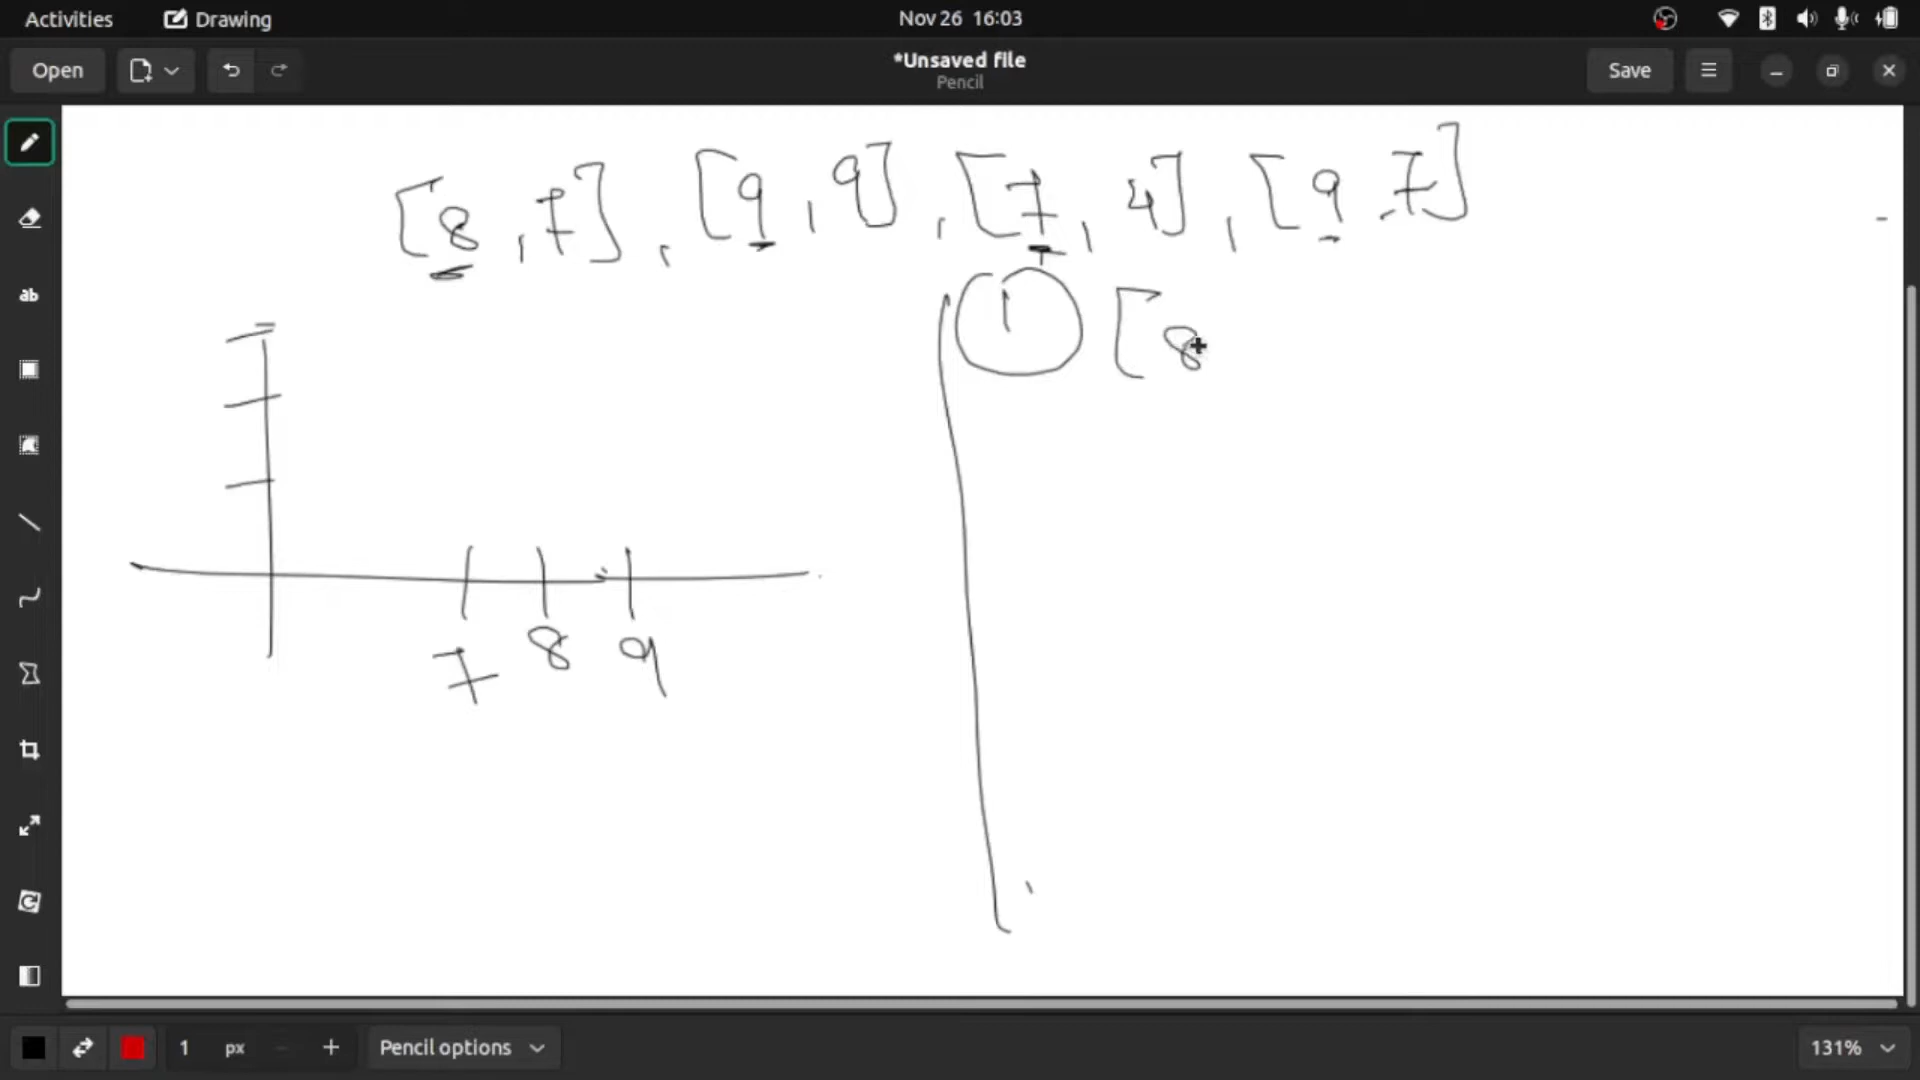 Activities Drawing Nov 26 16:03
Open *Unsaved file Save
Pencil
[8, 7], [9, 9], [7, 4], [9, 7]
1 [8
7 8 9
ab
1 px - + Pencil options 131%